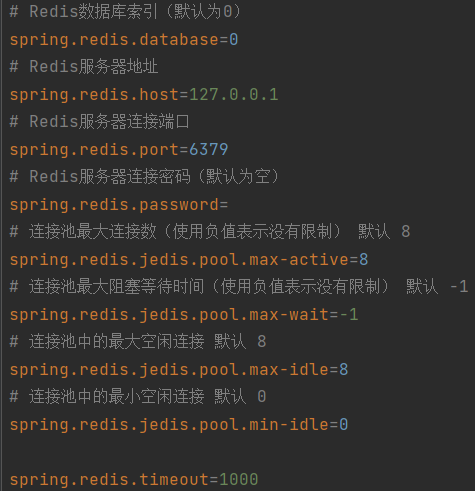 # Redis数据库索引（默认为0）
spring.redis.database=0
# Redis服务器地址
spring.redis.host=127.0.0.1
# Redis服务器连接端口
spring.redis.port=6379
# Redis服务器连接密码（默认为空）
spring.redis.password=
# 连接池最大连接数（使用负值表示没有限制） 默认 8
spring.redis.jedis.pool.max-active=8
# 连接池最大阻塞等待时间（使用负值表示没有限制） 默认 -1
spring.redis.jedis.pool.max-wait=-1
# 连接池中的最大空闲连接 默认 8
spring.redis.jedis.pool.max-idle=8
# 连接池中的最小空闲连接 默认 0
spring.redis.jedis.pool.min-idle=0
spring.redis.timeout=1000